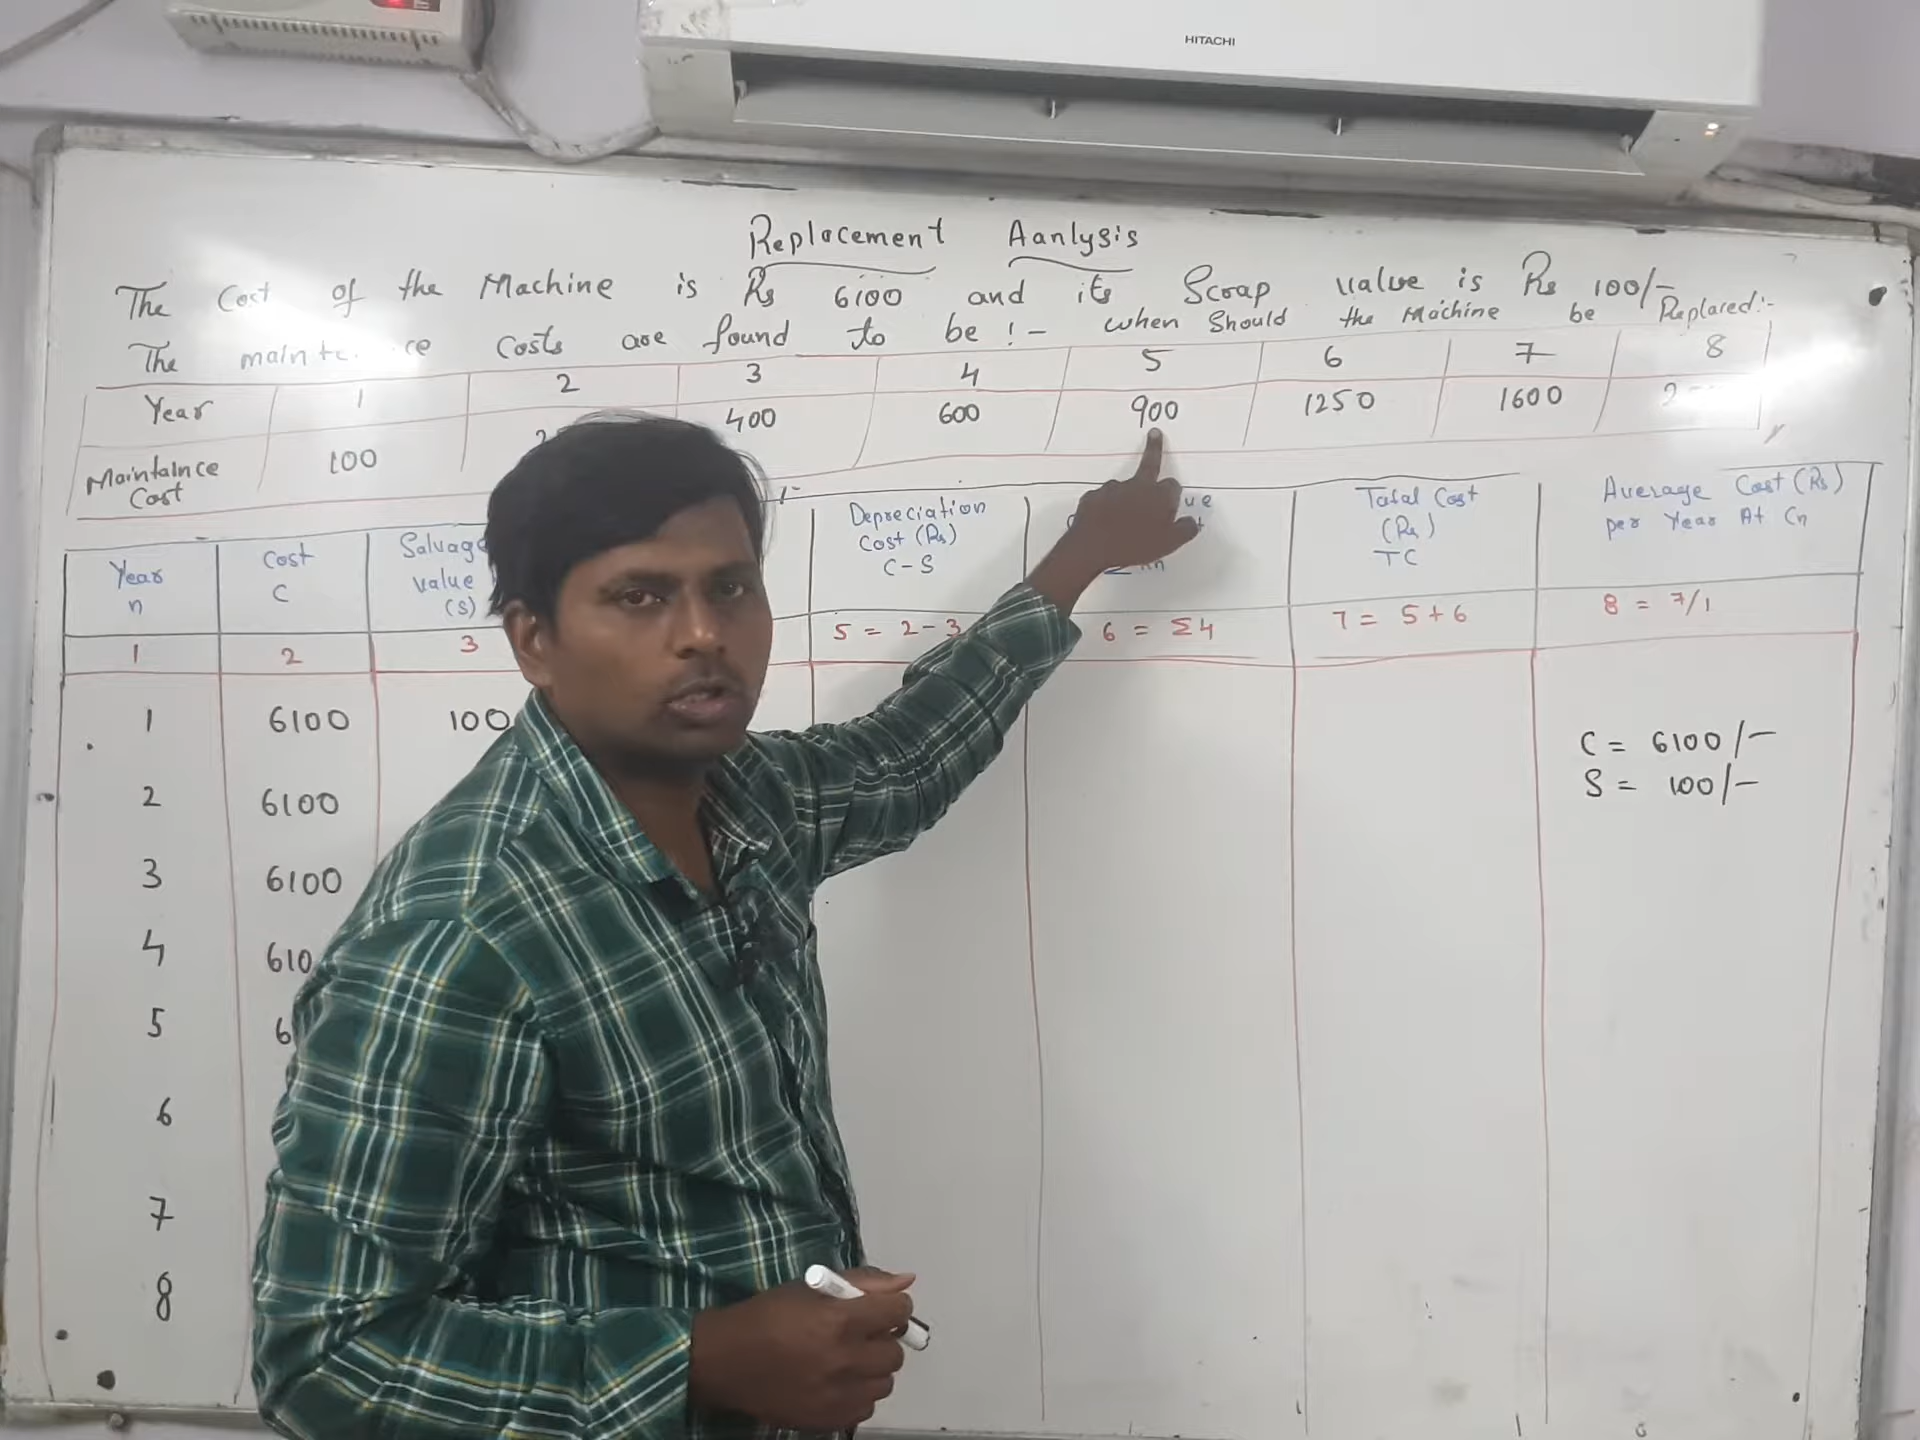 HITACHI
Replacement Aanlysis
The Cost of the Machine is Rs 6100 and its Scrap value is Rs 100/-
The costs are found to be :- when Should the Machine be Replaced:-
Year 1 2 3 4 5 6 7 8
Maintaince Cost 100 400 600 900 1250 1600
Year n
Cost C
Salvage value (S)
Depreciation Cost (Rs) C-S
Total Cost (Rs) TC
Average Cost (Rs) per Year At Cn
1 2 3 5 = 2-3 6 = Σ4 7 = 5+6 8 = 7/1
1 6100 100
2 6100
3 6100
4
5
6
7
8
C = 6100/-
S = 100/-